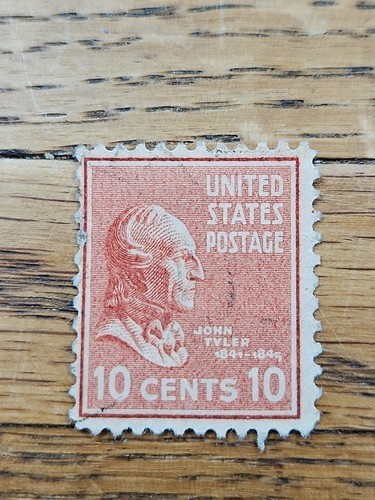 UNITED
STATES
POSTAGE
JOHN
TYLER
1841-1845
10 CENTS 10